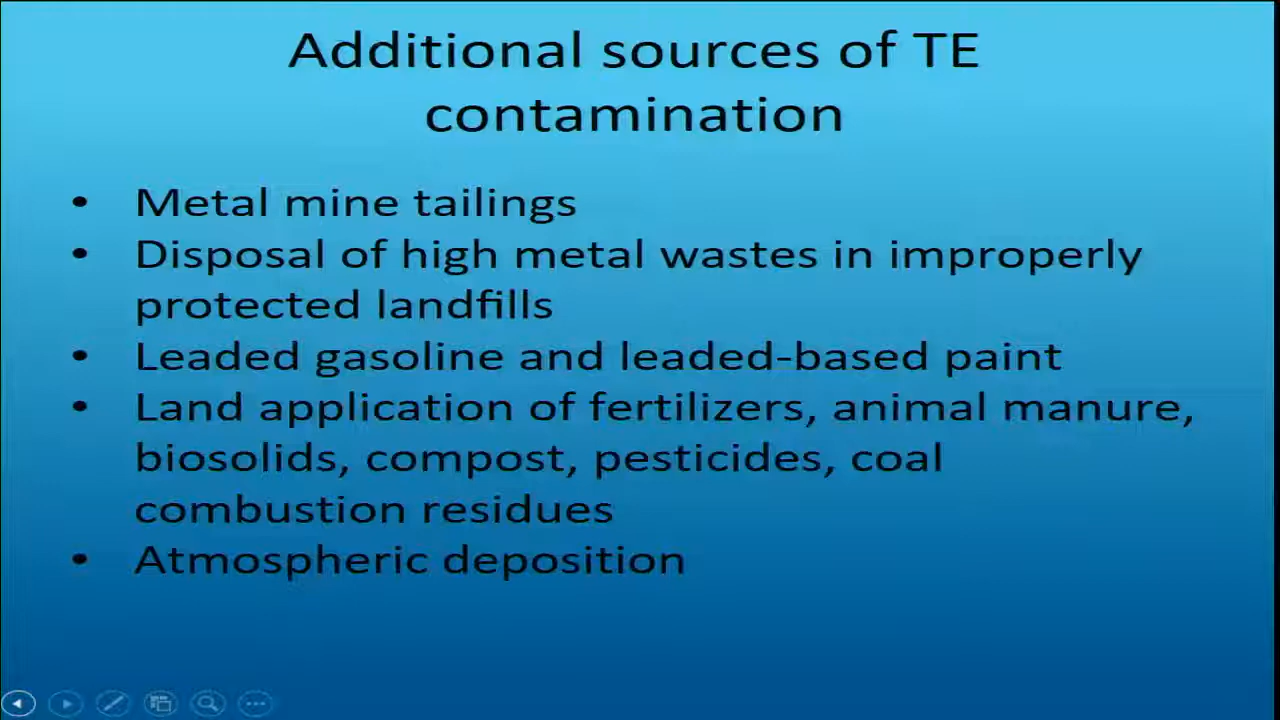 Additional sources of TE
contamination
• Metal mine tailings
• Disposal of high metal wastes in improperly
protected landfills
• Leaded gasoline and leaded-based paint
• Land application of fertilizers, animal manure,
biosolids, compost, pesticides, coal
combustion residues
• Atmospheric deposition